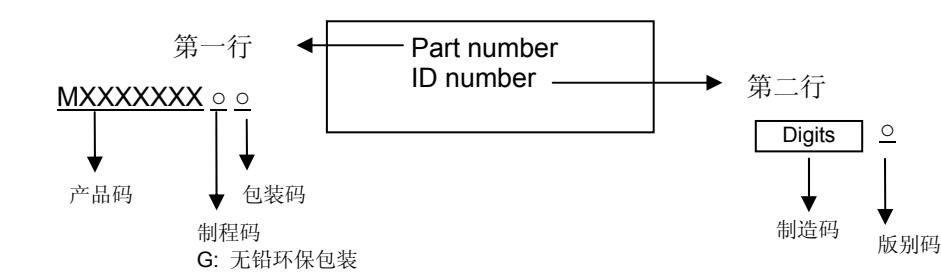 第一行
Part number
ID number
第二行
MXXXXXXX ○ ○
Digits ○
产品码
包装码
制程码
G: 无铅环保包装
制造码
版别码